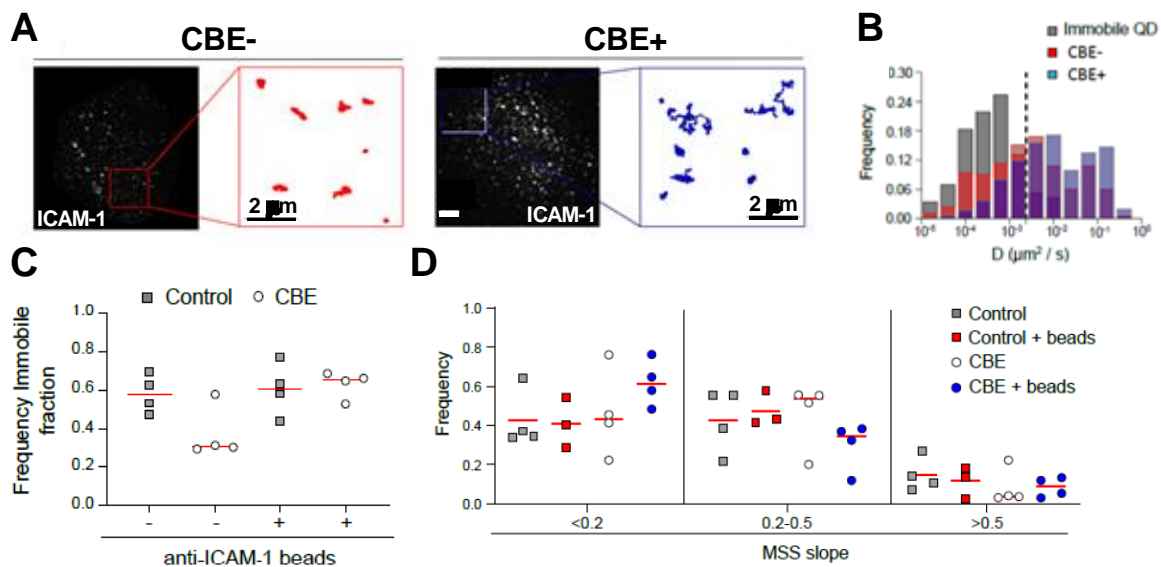 A
CBE-
CBE+
ICAM-1
2 µm
ICAM-1
2 µm
B
Immobile QD
CBE-
CBE+
Frequency
0.30
0.24
0.18
0.12
0.06
0.00
10⁻⁵ 10⁻⁴ 10⁻³ 10⁻² 10⁻¹ 10⁰
D (µm² / s)
C
Control CBE
Frequency Immobile
fraction
1.0
0.8
0.6
0.4
0.2
0.0
- - + +
anti-ICAM-1 beads
D
Control
Control + beads
CBE
CBE + beads
Frequency
1.0
0.8
0.6
0.4
0.2
0.0
<0.2 0.2-0.5 >0.5
MSS slope